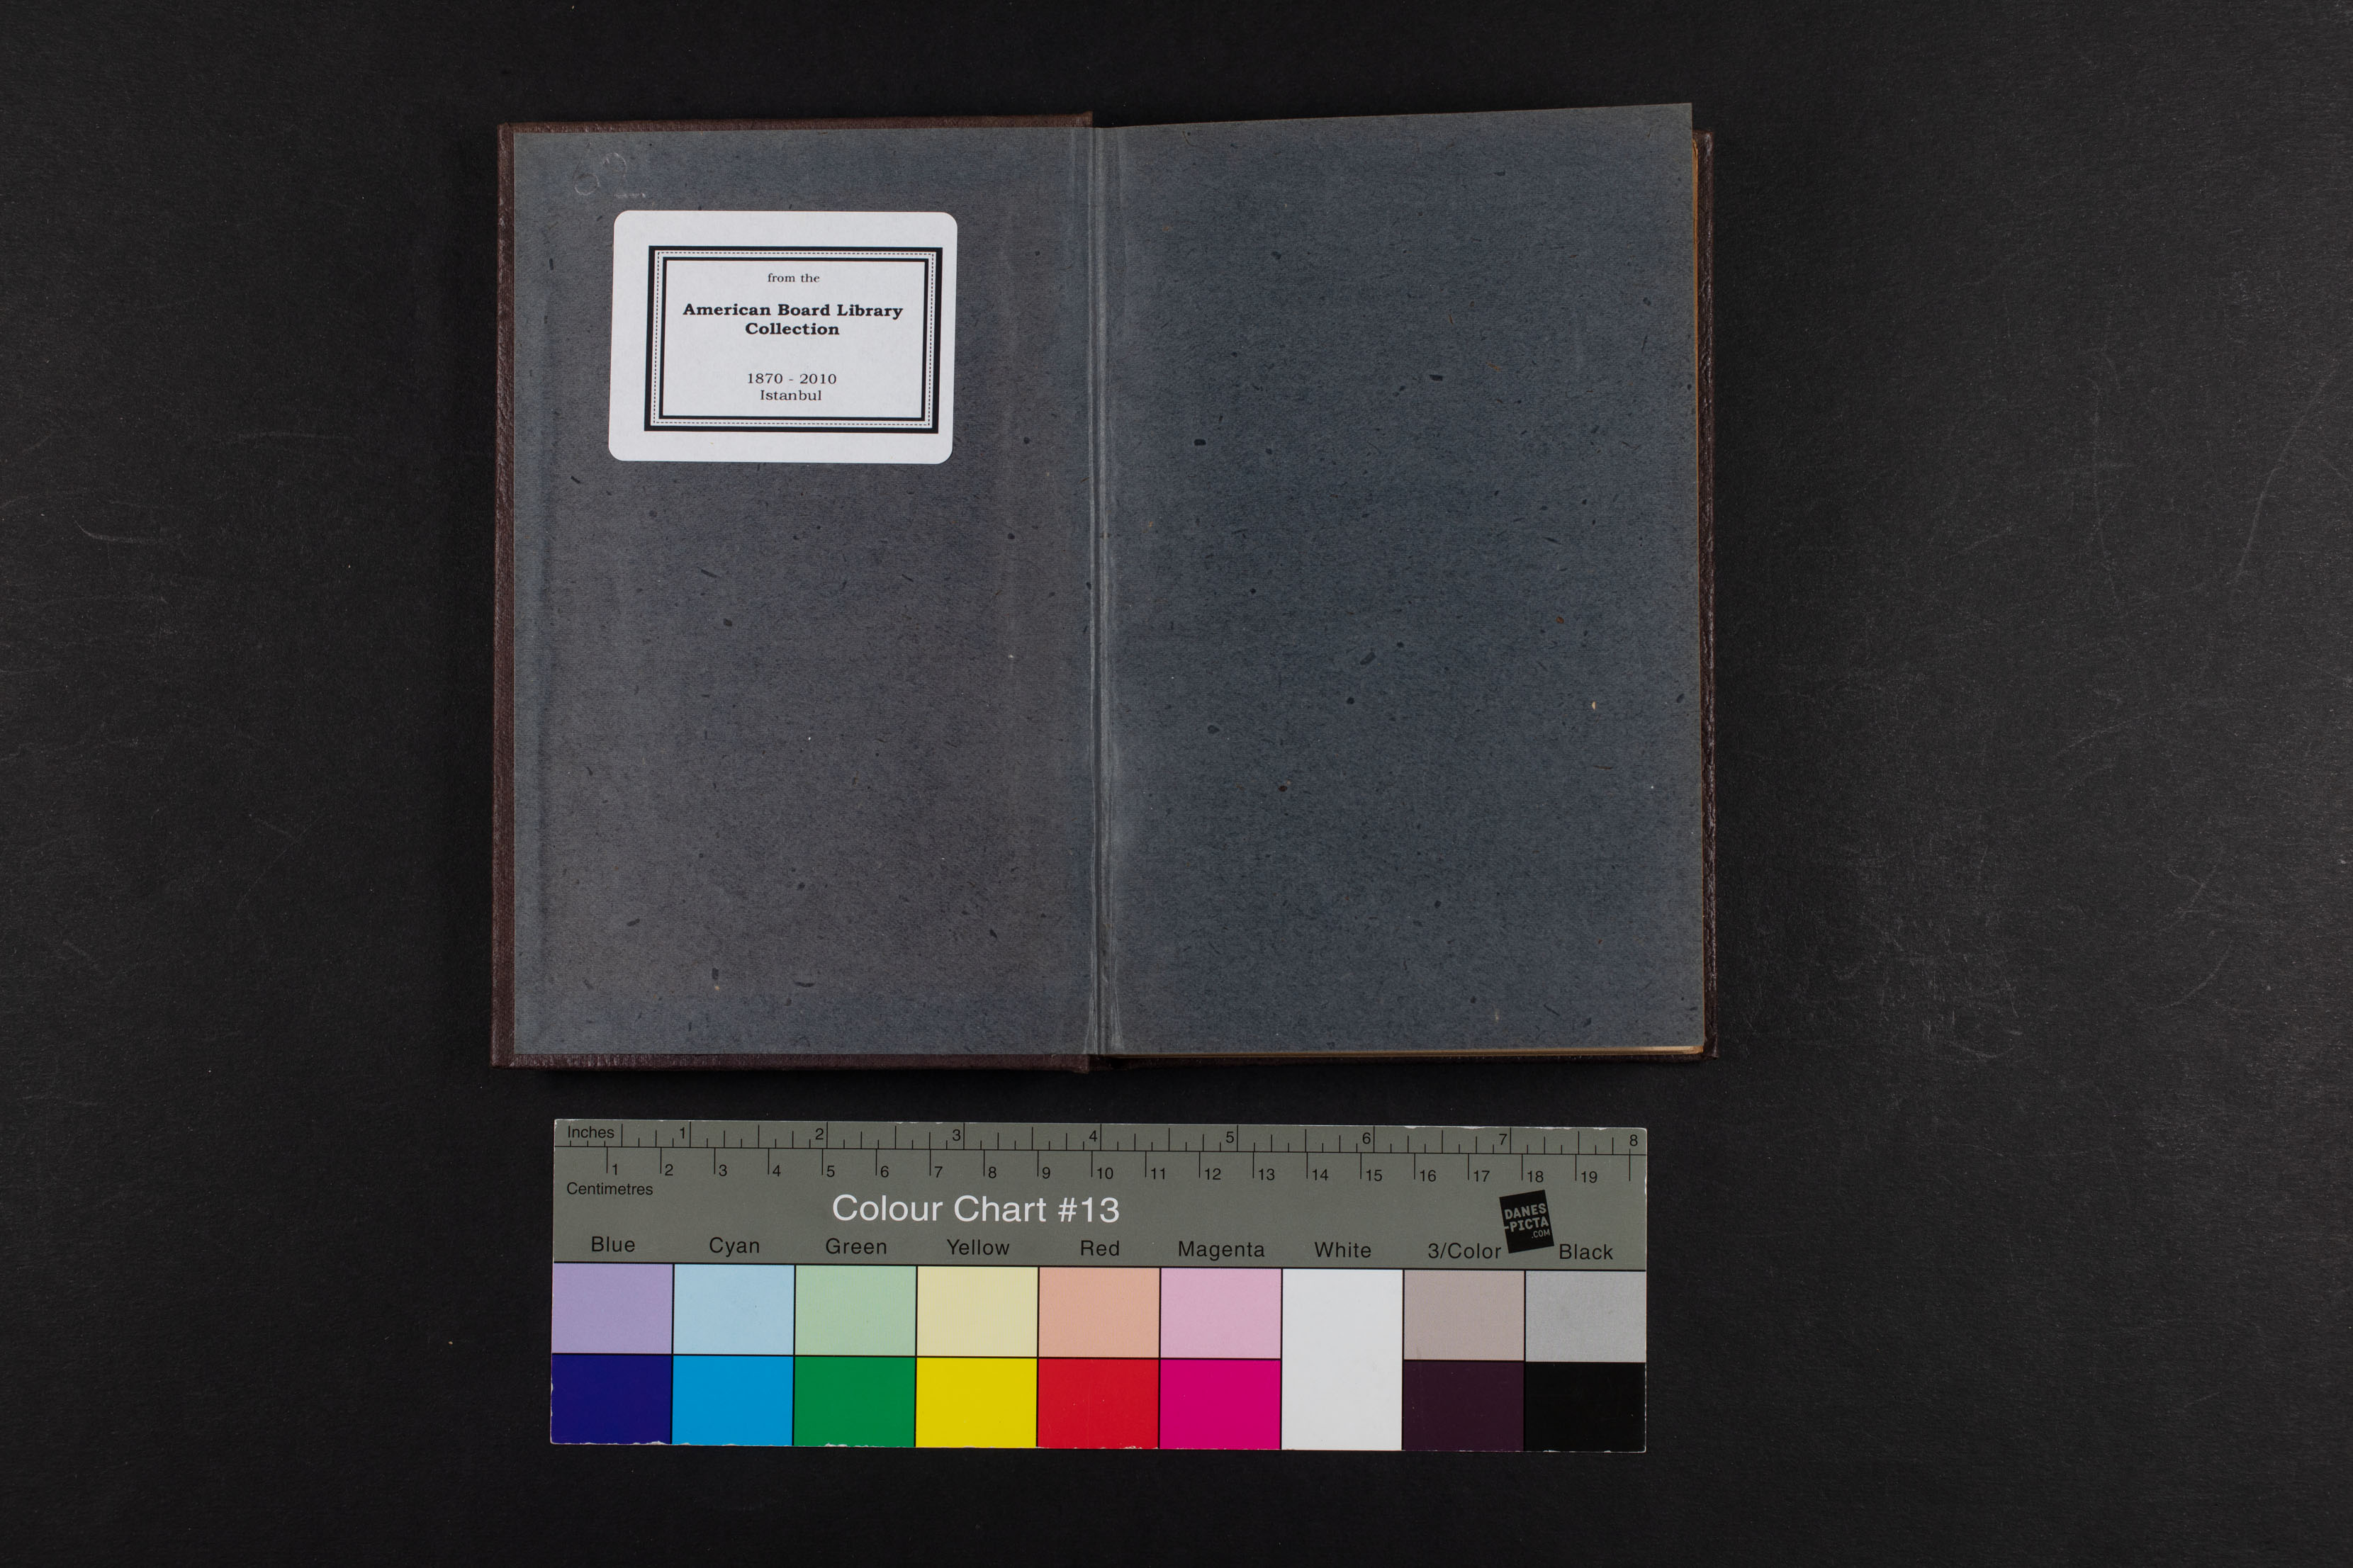 from the
American Board Library
Collection
1870 - 2010
Istanbul
Inches 1 2 3 4 5 6 7 8
1 2 3 4 5 6 7 8 9 10 11 12 13 14 15 16 17 18 19
Centimetres
Colour Chart #13
DANES
-PICTA
.COM
Blue Cyan Green Yellow Red Magenta White 3/Color Black